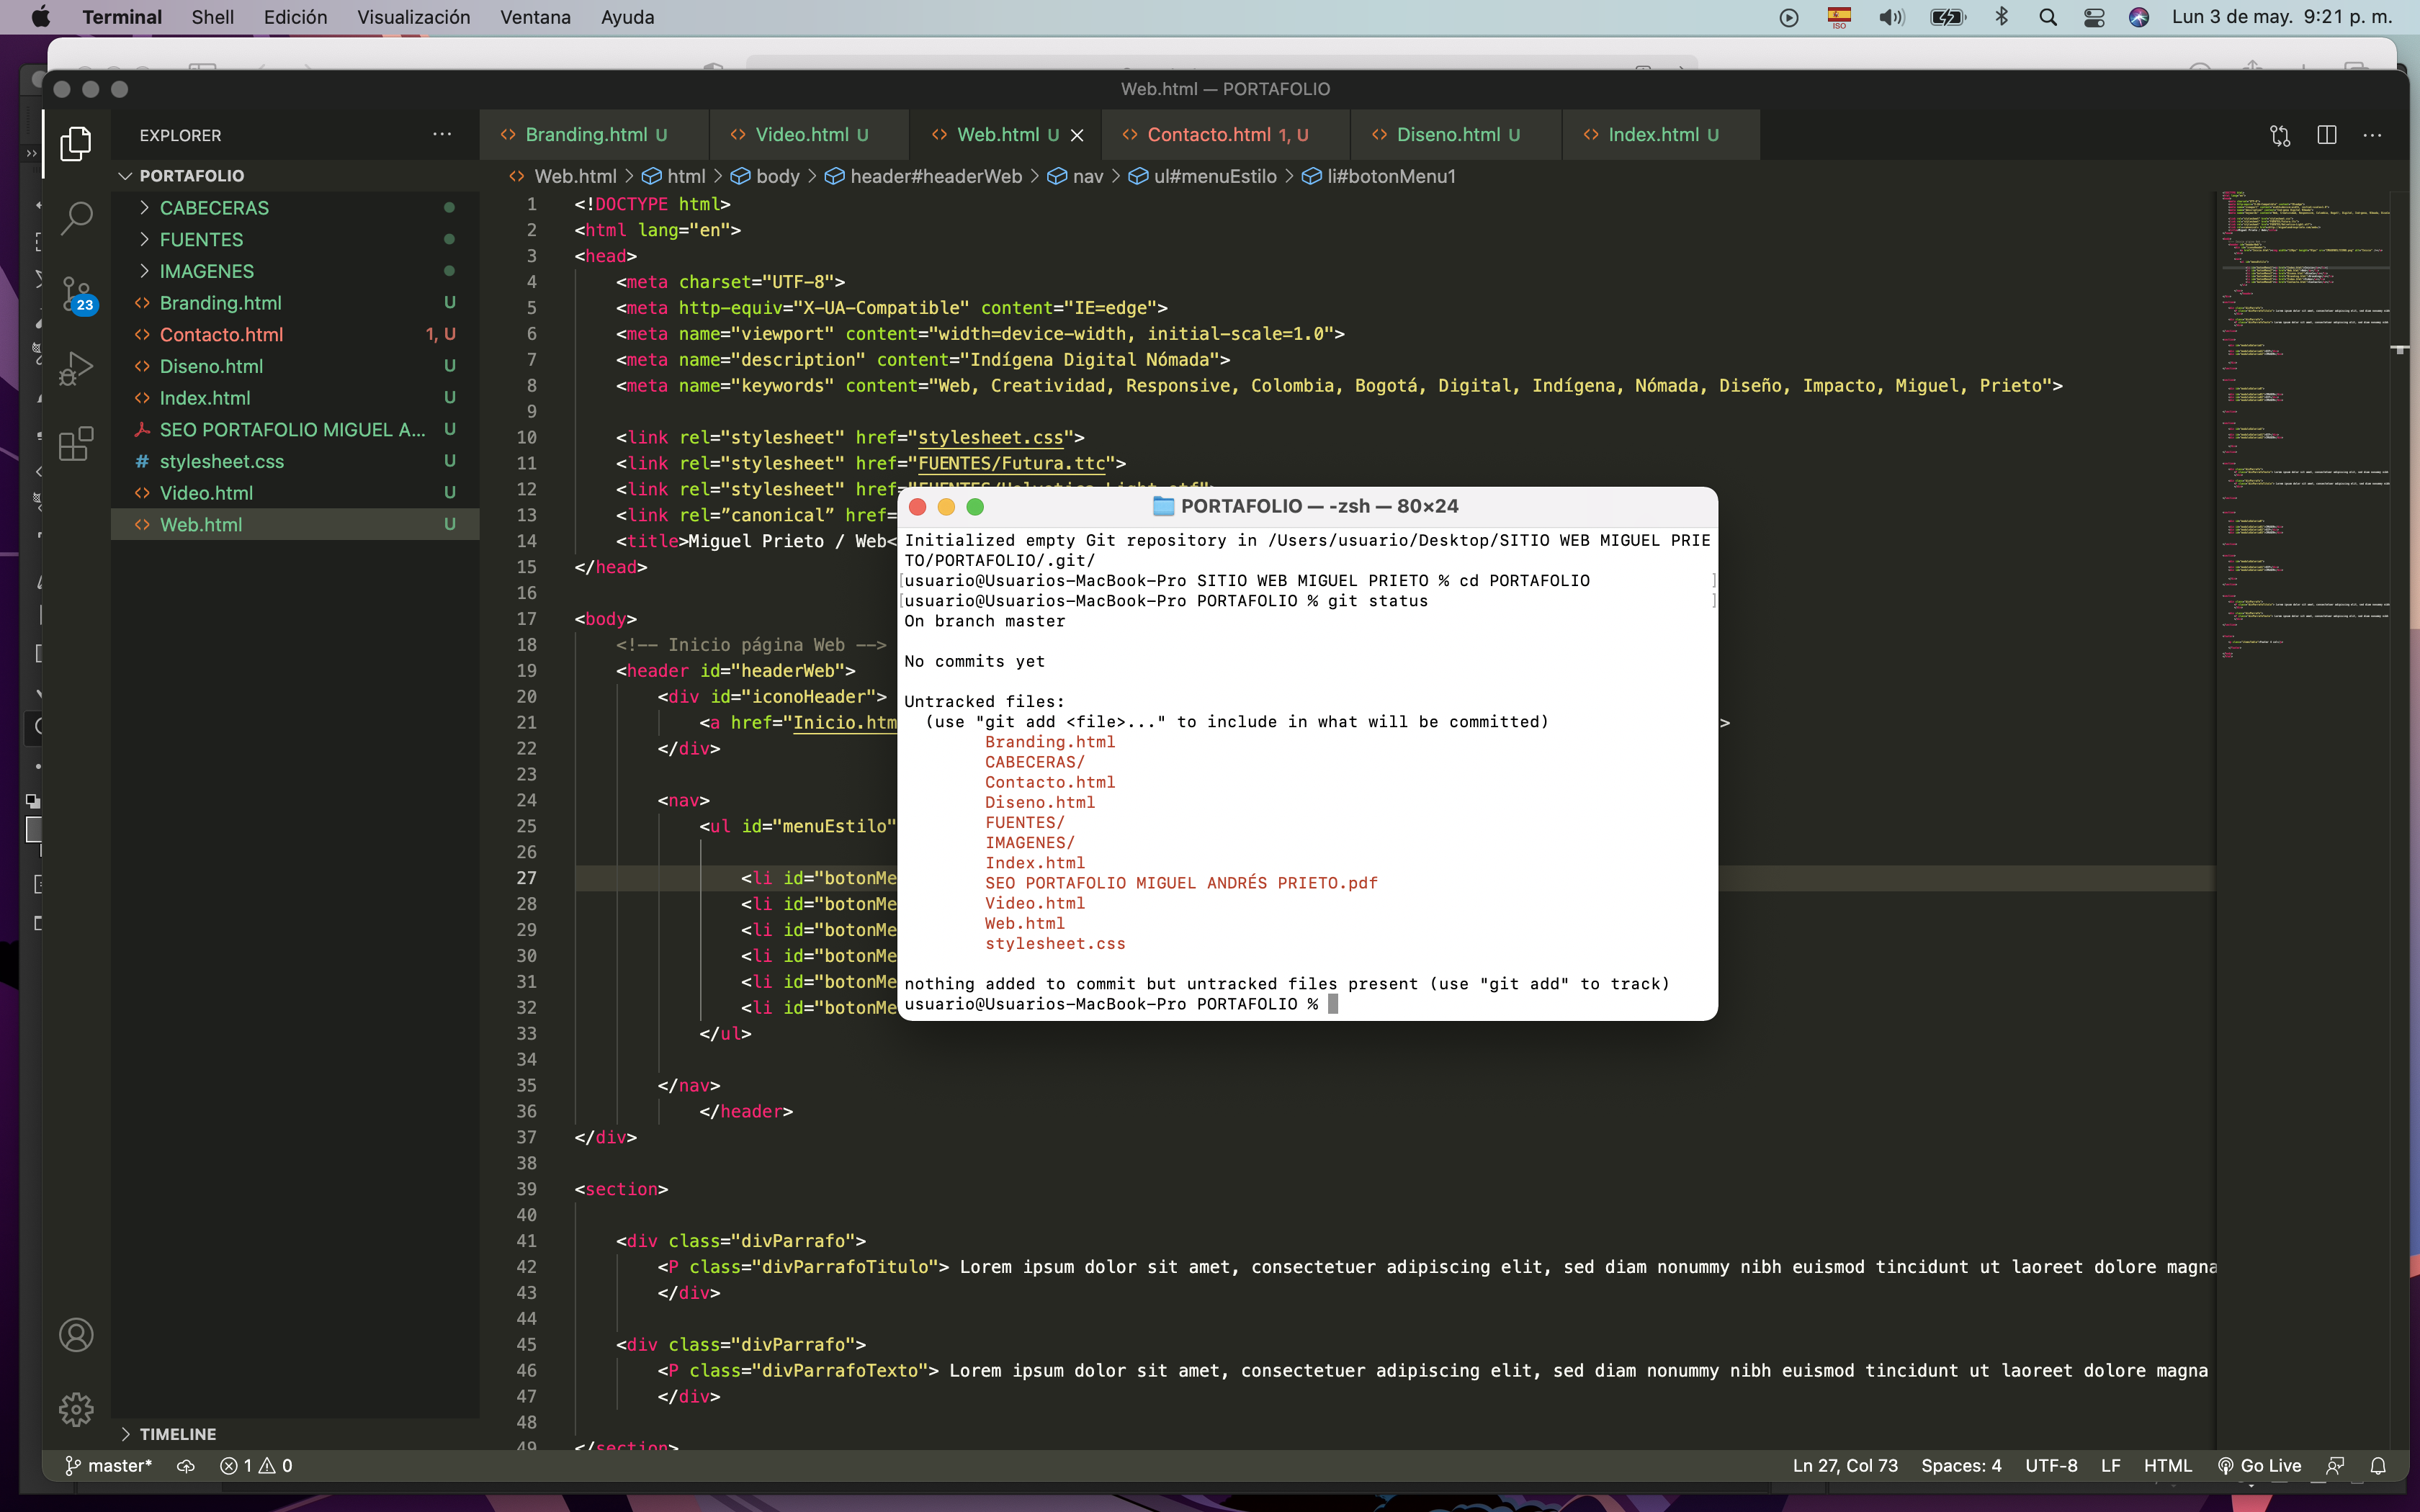 Terminal Shell Edición Visualización Ventana Ayuda
ISO
Lun 3 de may. 9:21 p. m.
Web.html — PORTAFOLIO
EXPLORER
Branding.html U
Video.html U
Web.html U
Contacto.html 1, U
Diseno.html U
Index.html U
PORTAFOLIO
CABECERAS
FUENTES
IMAGENES
Branding.html U
Contacto.html 1, U
Diseno.html U
Index.html U
SEO PORTAFOLIO MIGUEL A... U
stylesheet.css U
Video.html U
Web.html U
23
TIMELINE
Web.html > html > body > header#headerWeb > nav > ul#menuEstilo > li#botonMenu1
1 <!DOCTYPE html>
2 <html lang="en">
3 <head>
4 <meta charset="UTF-8">
5 <meta http-equiv="X-UA-Compatible" content="IE=edge">
6 <meta name="viewport" content="width=device-width, initial-scale=1.0">
7 <meta name="description" content="Indígena Digital Nómada">
8 <meta name="keywords" content="Web, Creatividad, Responsive, Colombia, Bogotá, Digital, Indígena, Nómada, Diseño, Impacto, Miguel, Prieto">
9
10 <link rel="stylesheet" href="stylesheet.css">
11 <link rel="stylesheet" href="FUENTES/Futura.ttc">
12 <link rel="stylesheet" href=
13 <link rel=”canonical” href=
14 <title>Miguel Prieto / Web<
15 </head>
16
17 <body>
18 <!-- Inicio página Web -->
19 <header id="headerWeb">
20 <div id="iconoHeader">
21 <a href="Inicio.htm >
22 </div>
23
24 <nav>
25 <ul id="menuEstilo"
26
27 <li id="botonMe
28 <li id="botonMe
29 <li id="botonMe
30 <li id="botonMe
31 <li id="botonMe
32 <li id="botonMe
33 </ul>
34
35 </nav>
36 </header>
37 </div>
38
39 <section>
40
41 <div class="divParrafo">
42 <P class="divParrafoTitulo"> Lorem ipsum dolor sit amet, consectetuer adipiscing elit, sed diam nonummy nibh euismod tincidunt ut laoreet dolore magna
43 </div>
44
45 <div class="divParrafo">
46 <P class="divParrafoTexto"> Lorem ipsum dolor sit amet, consectetuer adipiscing elit, sed diam nonummy nibh euismod tincidunt ut laoreet dolore magna
47 </div>
48
49 </section>
PORTAFOLIO — -zsh — 80×24
Initialized empty Git repository in /Users/usuario/Desktop/SITIO WEB MIGUEL PRIE
TO/PORTAFOLIO/.git/
[usuario@Usuarios-MacBook-Pro SITIO WEB MIGUEL PRIETO % cd PORTAFOLIO ]
[usuario@Usuarios-MacBook-Pro PORTAFOLIO % git status ]
On branch master
No commits yet
Untracked files:
(use "git add <file>..." to include in what will be committed)
Branding.html
CABECERAS/
Contacto.html
Diseno.html
FUENTES/
IMAGENES/
Index.html
SEO PORTAFOLIO MIGUEL ANDRÉS PRIETO.pdf
Video.html
Web.html
stylesheet.css
nothing added to commit but untracked files present (use "git add" to track)
usuario@Usuarios-MacBook-Pro PORTAFOLIO %
master* 1 0
Ln 27, Col 73 Spaces: 4 UTF-8 LF HTML Go Live